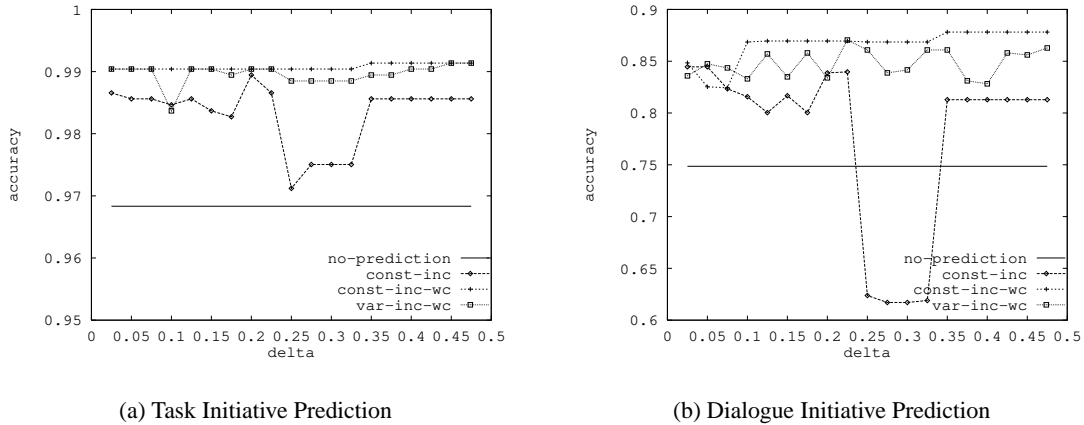 1
0.99
0.98
0.97
0.96
0.95
accuracy
no-prediction
const-inc
const-inc-wc
var-inc-wc
0 0.05 0.1 0.15 0.2 0.25 0.3 0.35 0.4 0.45 0.5
delta
(a) Task Initiative Prediction
0.9
0.85
0.8
0.75
0.7
0.65
0.6
accuracy
no-prediction
const-inc
const-inc-wc
var-inc-wc
0 0.05 0.1 0.15 0.2 0.25 0.3 0.35 0.4 0.45 0.5
delta
(b) Dialogue Initiative Prediction